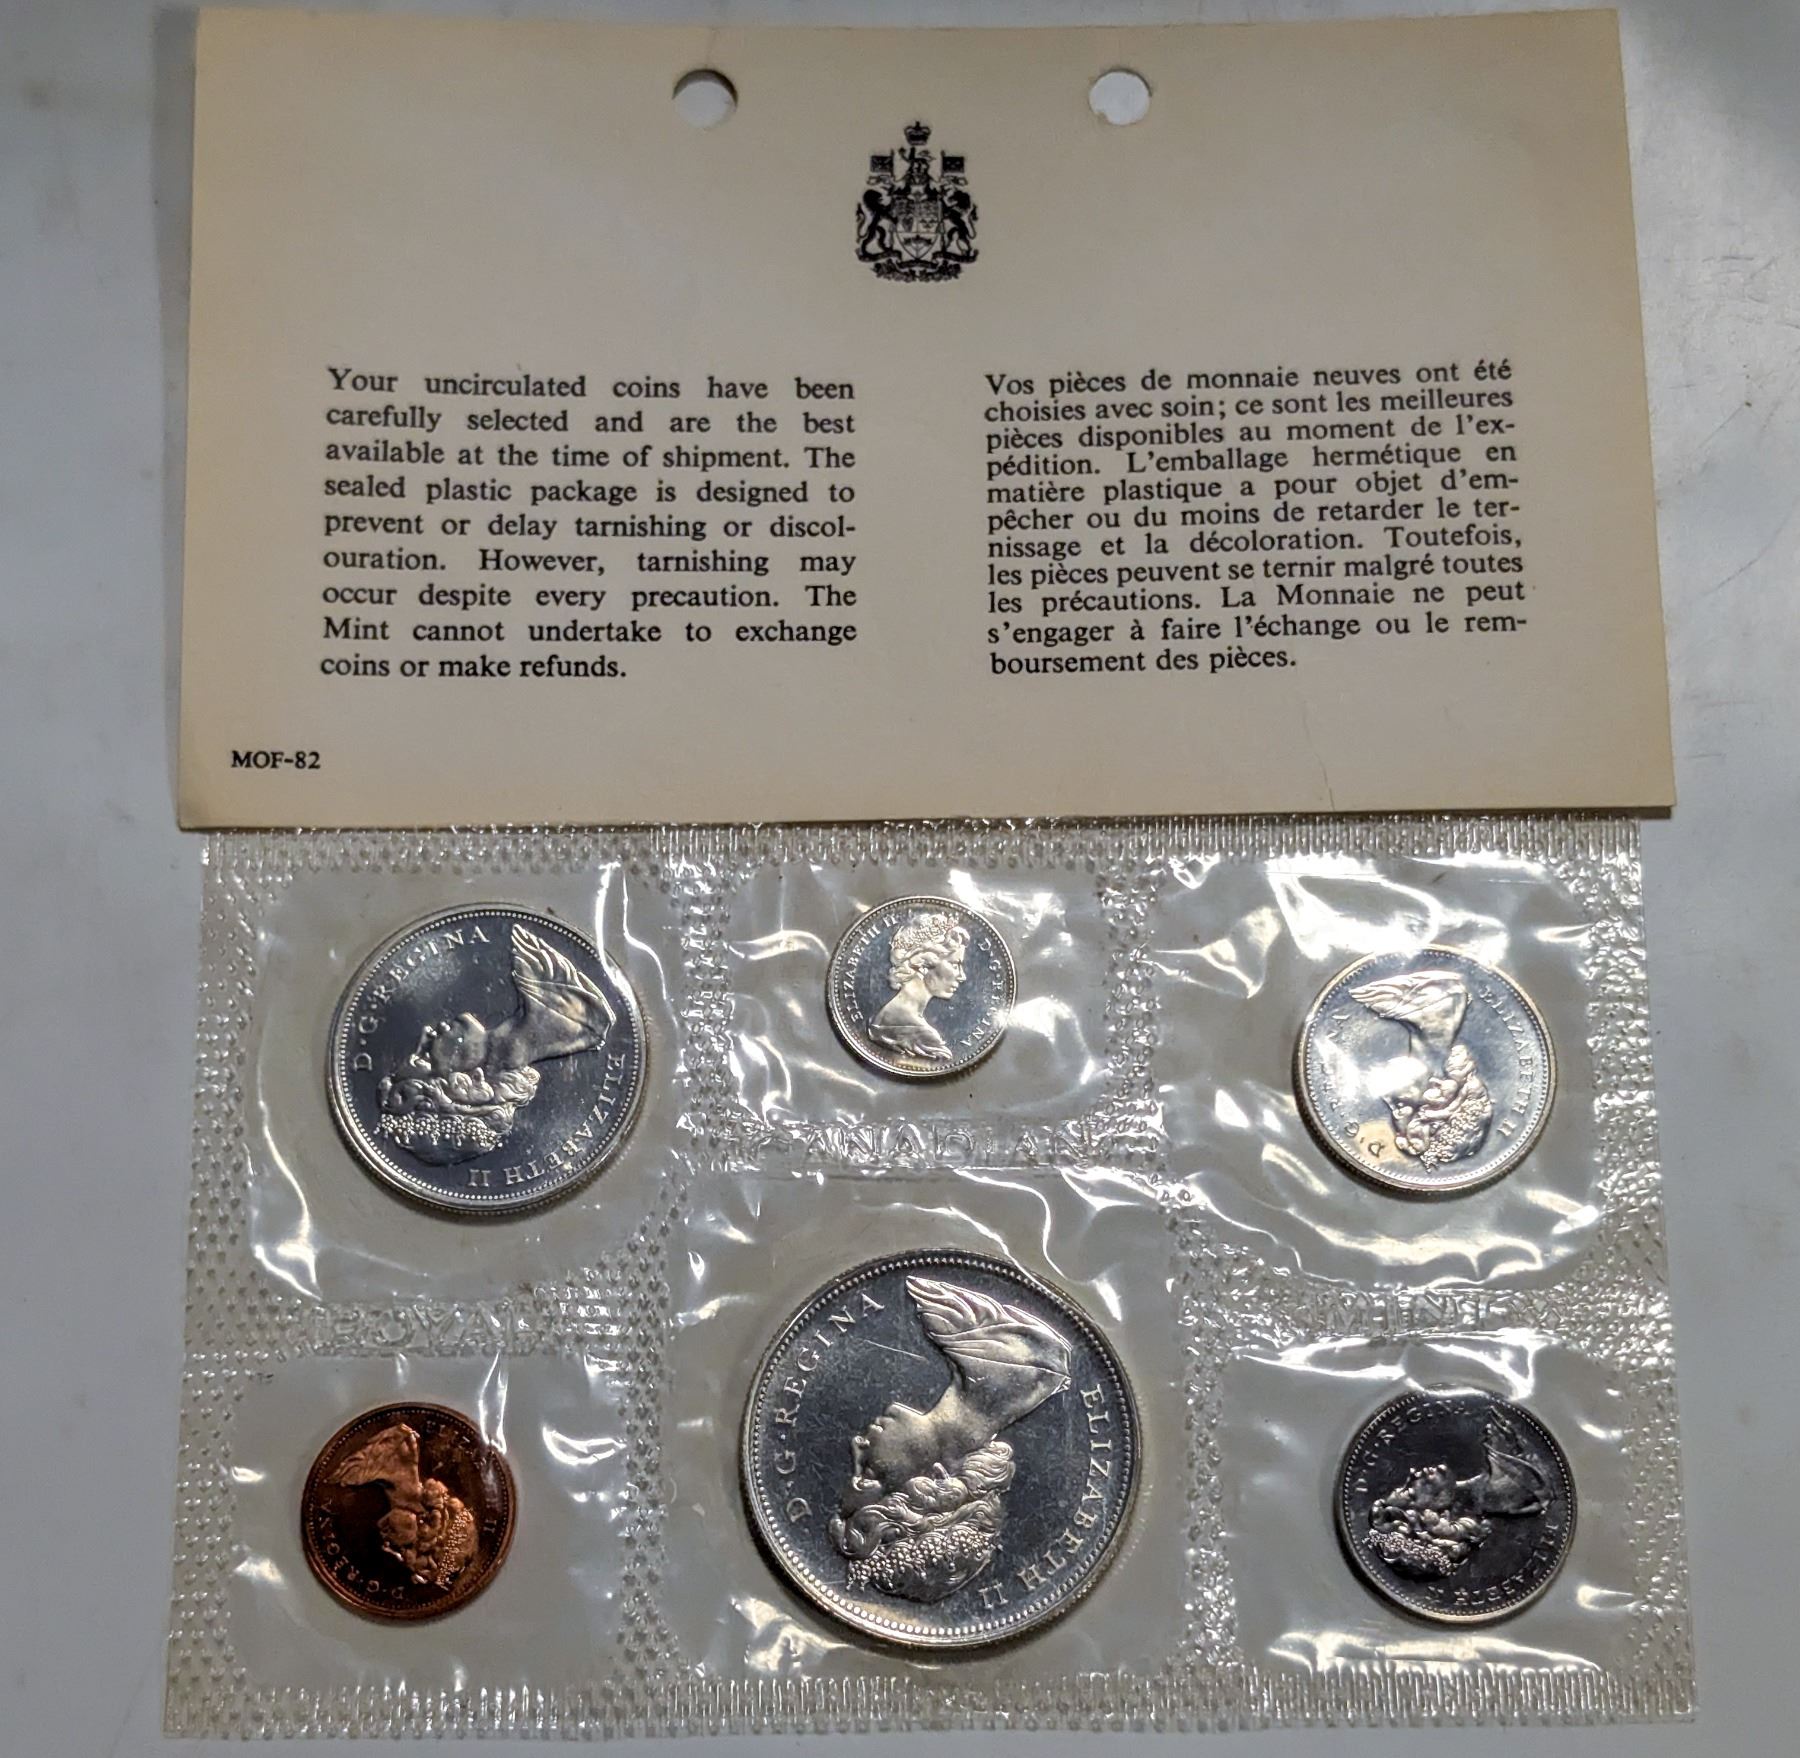 Your uncirculated coins have been
carefully selected and are the best
available at the time of shipment. The
sealed plastic package is designed to
prevent or delay tarnishing or discol-
ouration. However, tarnishing may
occur despite every precaution. The
Mint cannot undertake to exchange
coins or make refunds.
Vos pièces de monnaie neuves ont été
choisies avec soin; ce sont les meilleures
pièces disponibles au moment de l'ex-
pédition. L'emballage hermétique en
matière plastique a pour objet d'em-
pêcher ou du moins de retarder le ter-
nissage et la décoloration. Toutefois,
les pièces peuvent se ternir malgré toutes
les précautions. La Monnaie ne peut
s'engager à faire l'échange ou le rem-
boursement des pièces.
MOF-82
ELIZABETH II D·G·REGINA
ELIZABETH II D·G·REGINA
ELIZABETH II D·G·REGINA
CANADIAN
ROYAL
MINT
II D·G·REGINA
ELIZABETH II D·G·REGINA
ELIZABETH II D·G·REGINA